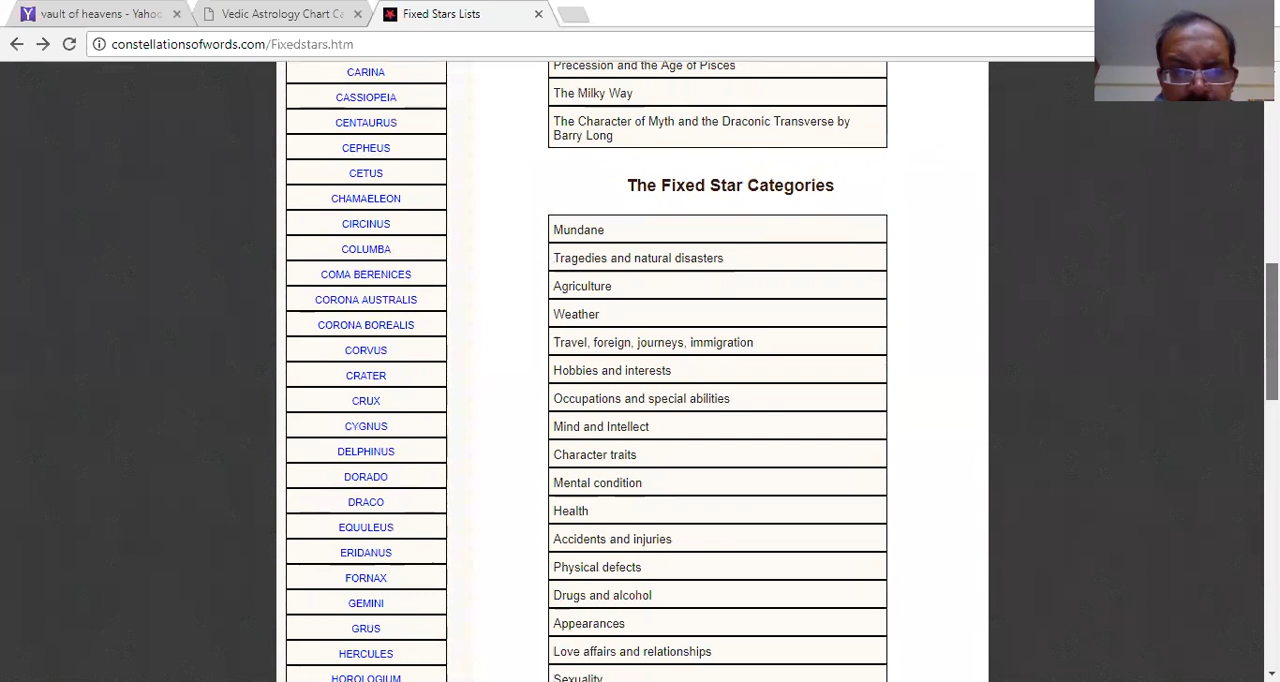 vault of heavens - Yahoo
Vedic Astrology Chart Ca
Fixed Stars Lists
constellationsofwords.com/Fixedstars.htm
CARINA
CASSIOPEIA
CENTAURUS
CEPHEUS
CETUS
CHAMAELEON
CIRCINUS
COLUMBA
COMA BERENICES
CORONA AUSTRALIS
CORONA BOREALIS
CORVUS
CRATER
CRUX
CYGNUS
DELPHINUS
DORADO
DRACO
EQUULEUS
ERIDANUS
FORNAX
GEMINI
GRUS
HERCULES
HOROLOGIUM
Precession and the Age of Pisces
The Milky Way
The Character of Myth and the Draconic Transverse by
Barry Long
The Fixed Star Categories
Mundane
Tragedies and natural disasters
Agriculture
Weather
Travel, foreign, journeys, immigration
Hobbies and interests
Occupations and special abilities
Mind and Intellect
Character traits
Mental condition
Health
Accidents and injuries
Physical defects
Drugs and alcohol
Appearances
Love affairs and relationships
Sexuality